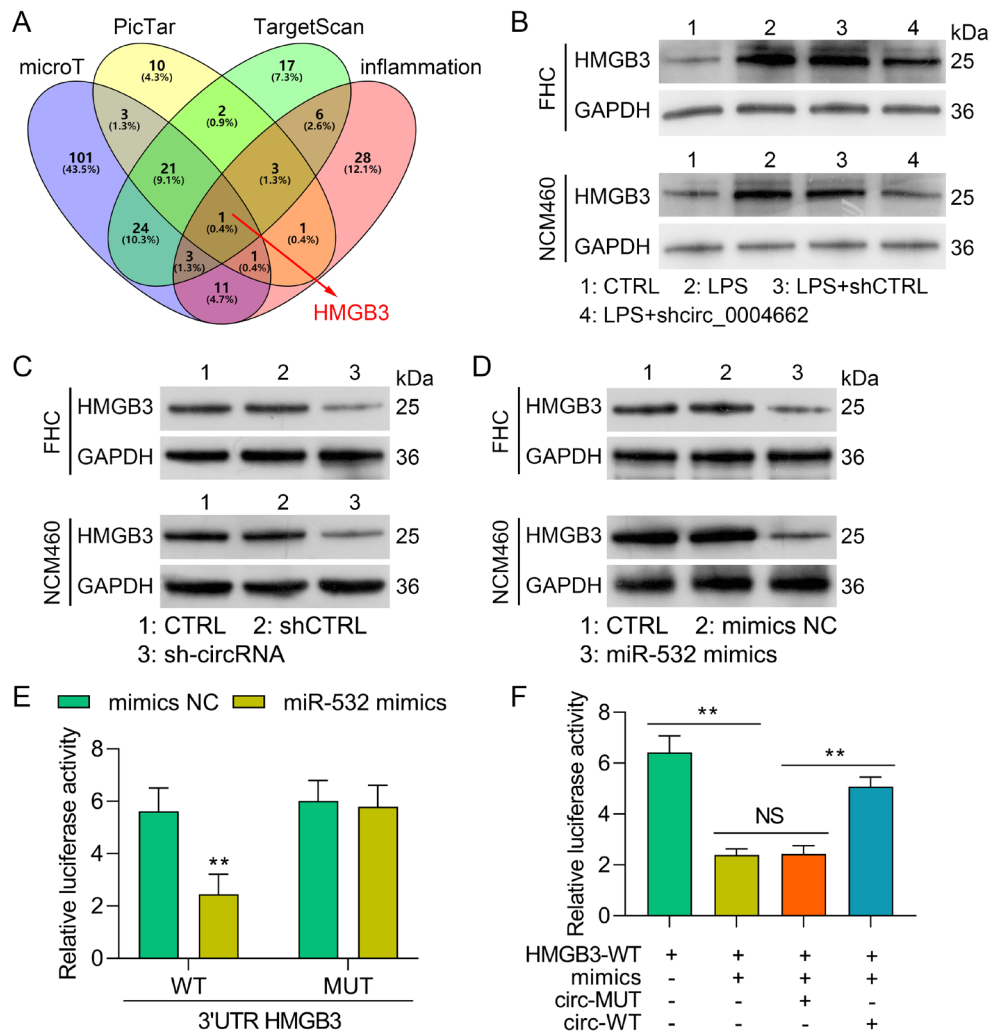 A
PicTar
TargetScan
microT
inflammation
10
(4.3%)
17
(7.3%)
3
(1.3%)
2
(0.9%)
6
(2.6%)
101
(43.5%)
21
(9.1%)
3
(1.3%)
28
(12.1%)
24
(10.3%)
1
(0.4%)
1
(0.4%)
3
(1.3%)
1
(0.4%)
11
(4.7%)
HMGB3
B
1 2 3 4 kDa
FHC
HMGB3 25
GAPDH 36
1 2 3 4
NCM460
HMGB3 25
GAPDH 36
1: CTRL 2: LPS 3: LPS+shCTRL
4: LPS+shcirc_0004662
C
1 2 3 kDa
FHC
HMGB3 25
GAPDH 36
1 2 3
NCM460
HMGB3 25
GAPDH 36
1: CTRL 2: shCTRL
3: sh-circRNA
D
1 2 3 kDa
FHC
HMGB3 25
GAPDH 36
NCM460
HMGB3 25
GAPDH 36
1: CTRL 2: mimics NC
3: miR-532 mimics
E
mimics NC miR-532 mimics
Relative luciferase activity
8
6
4
2
0
**
WT MUT
3'UTR HMGB3
F
Relative luciferase activity
8
6
4
2
0
**
**
NS
HMGB3-WT + + + +
mimics - + + +
circ-MUT - - + -
circ-WT - - - +